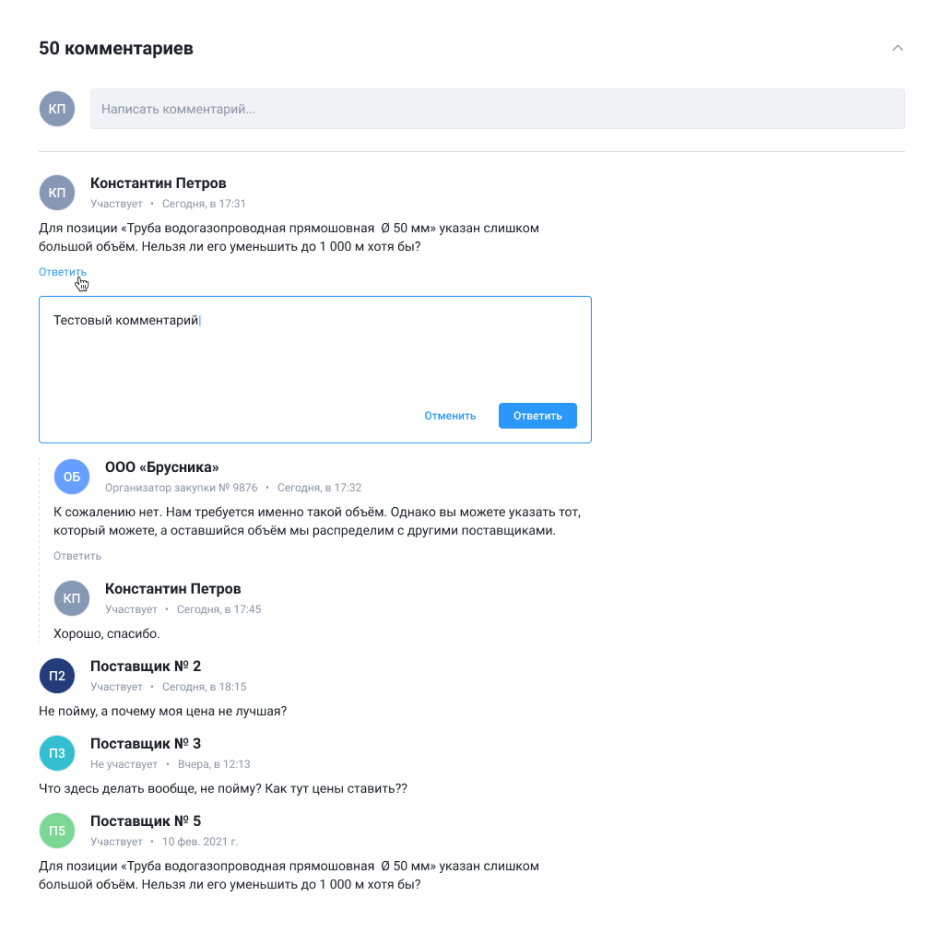 50 комментариев
КП
Написать комментарий...
КП
Константин Петров
Участвует • Сегодня, в 17:31
Для позиции «Труба водогазопроводная прямошовная Ø 50 мм» указан слишком
большой объём. Нельзя ли его уменьшить до 1 000 м хотя бы?
Ответить
Тестовый комментарий
Отменить
Ответить
ОБ
ООО «Брусника»
Организатор закупки № 9876 • Сегодня, в 17:32
К сожалению нет. Нам требуется именно такой объём. Однако вы можете указать тот,
который можете, а оставшийся объём мы распределим с другими поставщиками.
Ответить
КП
Константин Петров
Участвует • Сегодня, в 17:45
Хорошо, спасибо.
П2
Поставщик № 2
Участвует • Сегодня, в 18:15
Не пойму, а почему моя цена не лучшая?
П3
Поставщик № 3
Не участвует • Вчера, в 12:13
Что здесь делать вообще, не пойму? Как тут цены ставить??
П5
Поставщик № 5
Участвует • 10 фев. 2021 г.
Для позиции «Труба водогазопроводная прямошовная Ø 50 мм» указан слишком
большой объём. Нельзя ли его уменьшить до 1 000 м хотя бы?